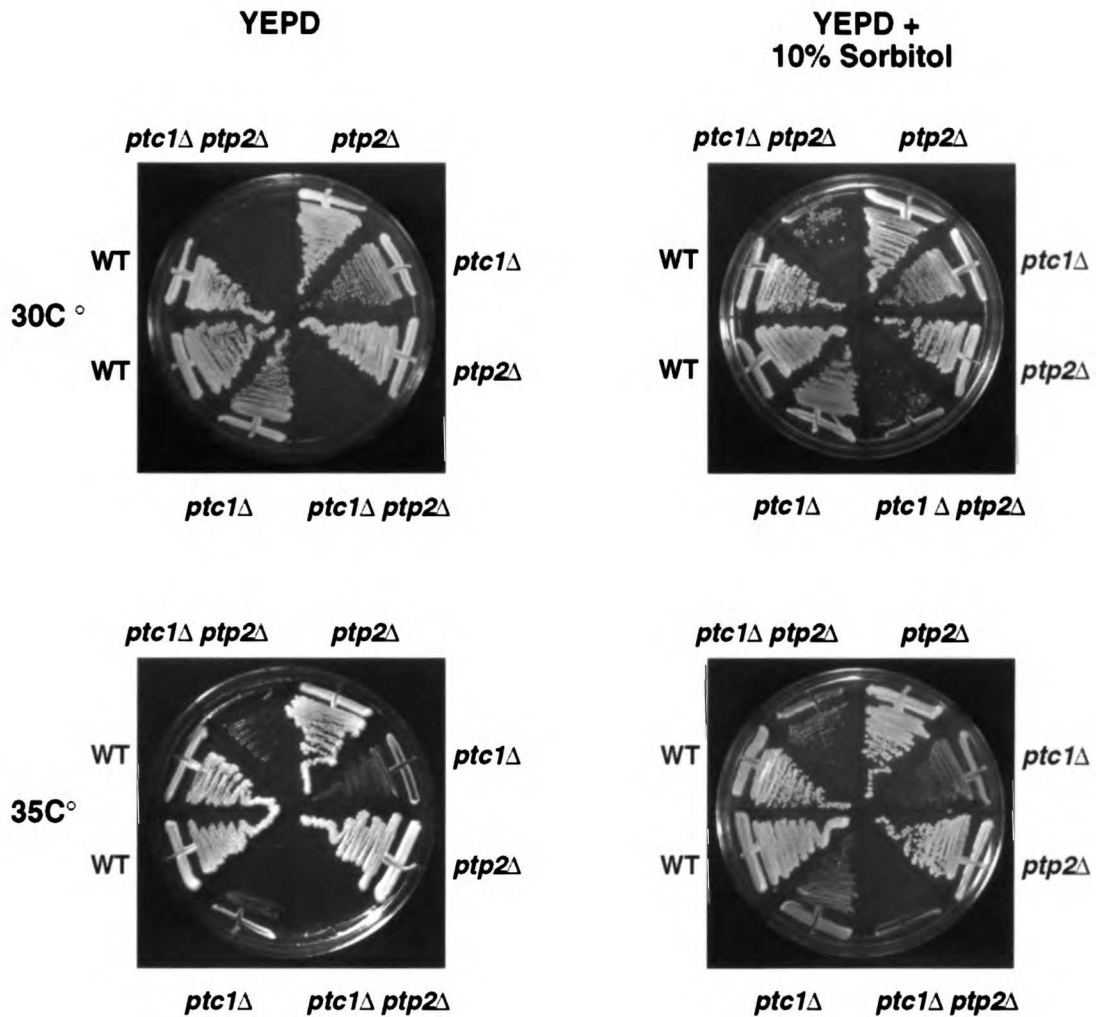 YEPD
YEPD +
10% Sorbitol
ptc1Δ ptp2Δ ptp2Δ
ptc1Δ ptp2Δ ptp2Δ
WT ptc1Δ
WT ptc1Δ
30C °
WT ptp2Δ
WT ptp2Δ
ptc1Δ ptc1Δ ptp2Δ
ptc1Δ ptc1 Δ ptp2Δ
ptc1Δ ptp2Δ ptp2Δ
ptc1Δ ptp2Δ ptp2Δ
WT ptc1Δ
WT ptc1Δ
35C°
WT ptp2Δ
WT ptp2Δ
ptc1Δ ptc1Δ ptp2Δ
ptc1Δ ptc1Δ ptp2Δ